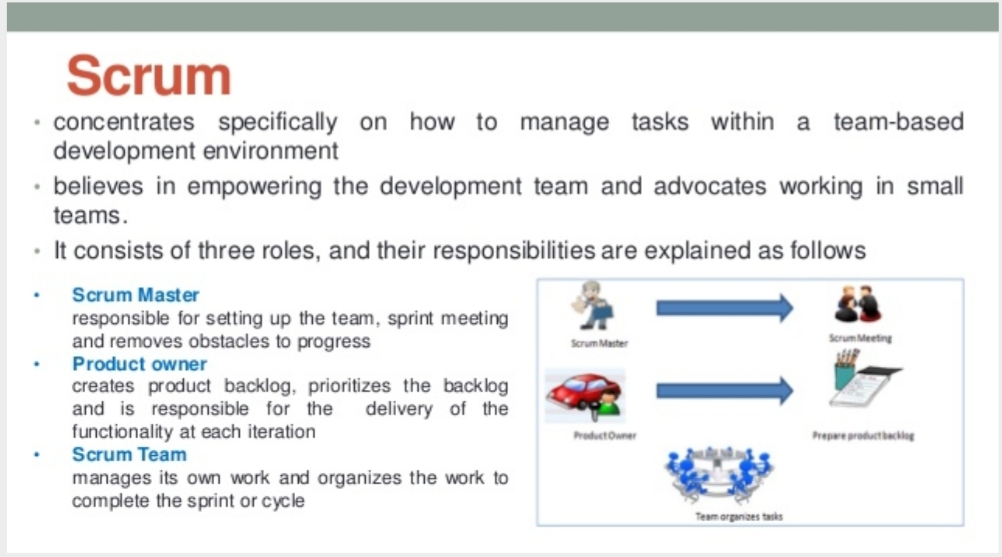 Scrum
• concentrates specifically on how to manage tasks within a team-based
development environment
• believes in empowering the development team and advocates working in small
teams.
• It consists of three roles, and their responsibilities are explained as follows
• Scrum Master
responsible for setting up the team, sprint meeting
and removes obstacles to progress
• Product owner
creates product backlog, prioritizes the backlog
and is responsible for the delivery of the
functionality at each iteration
• Scrum Team
manages its own work and organizes the work to
complete the sprint or cycle
Scrum Master
Scrum Meeting
Product Owner
Prepare product backlog
Team organizes tasks